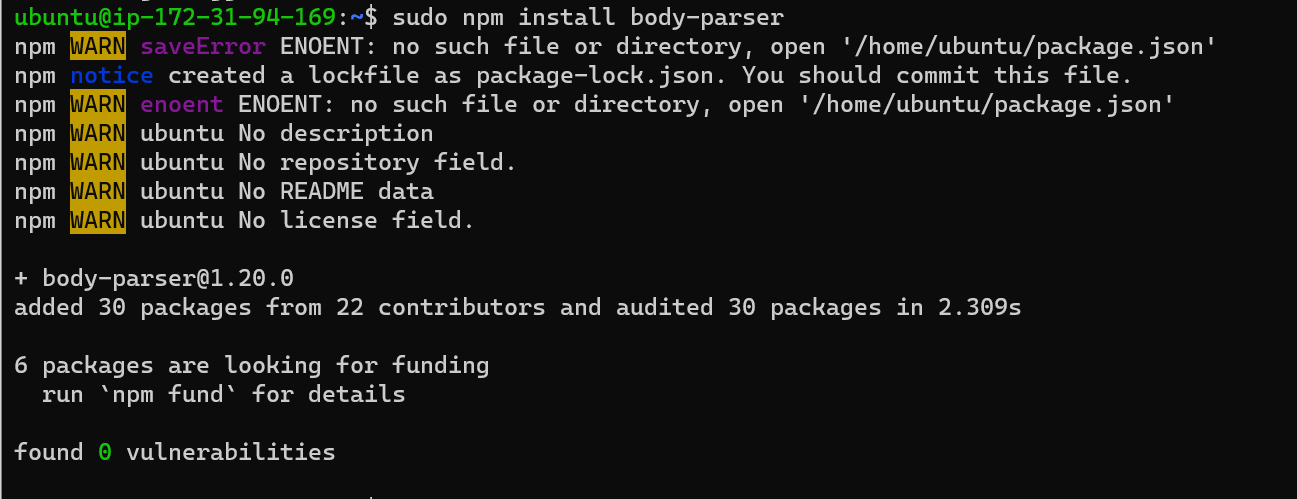 ubuntu@ip-172-31-94-169:~$ sudo npm install body-parser
npm WARN saveError ENOENT: no such file or directory, open '/home/ubuntu/package.json'
npm notice created a lockfile as package-lock.json. You should commit this file.
npm WARN enoent ENOENT: no such file or directory, open '/home/ubuntu/package.json'
npm WARN ubuntu No description
npm WARN ubuntu No repository field.
npm WARN ubuntu No README data
npm WARN ubuntu No license field.
+ body-parser@1.20.0
added 30 packages from 22 contributors and audited 30 packages in 2.309s
6 packages are looking for funding
run `npm fund` for details
found 0 vulnerabilities